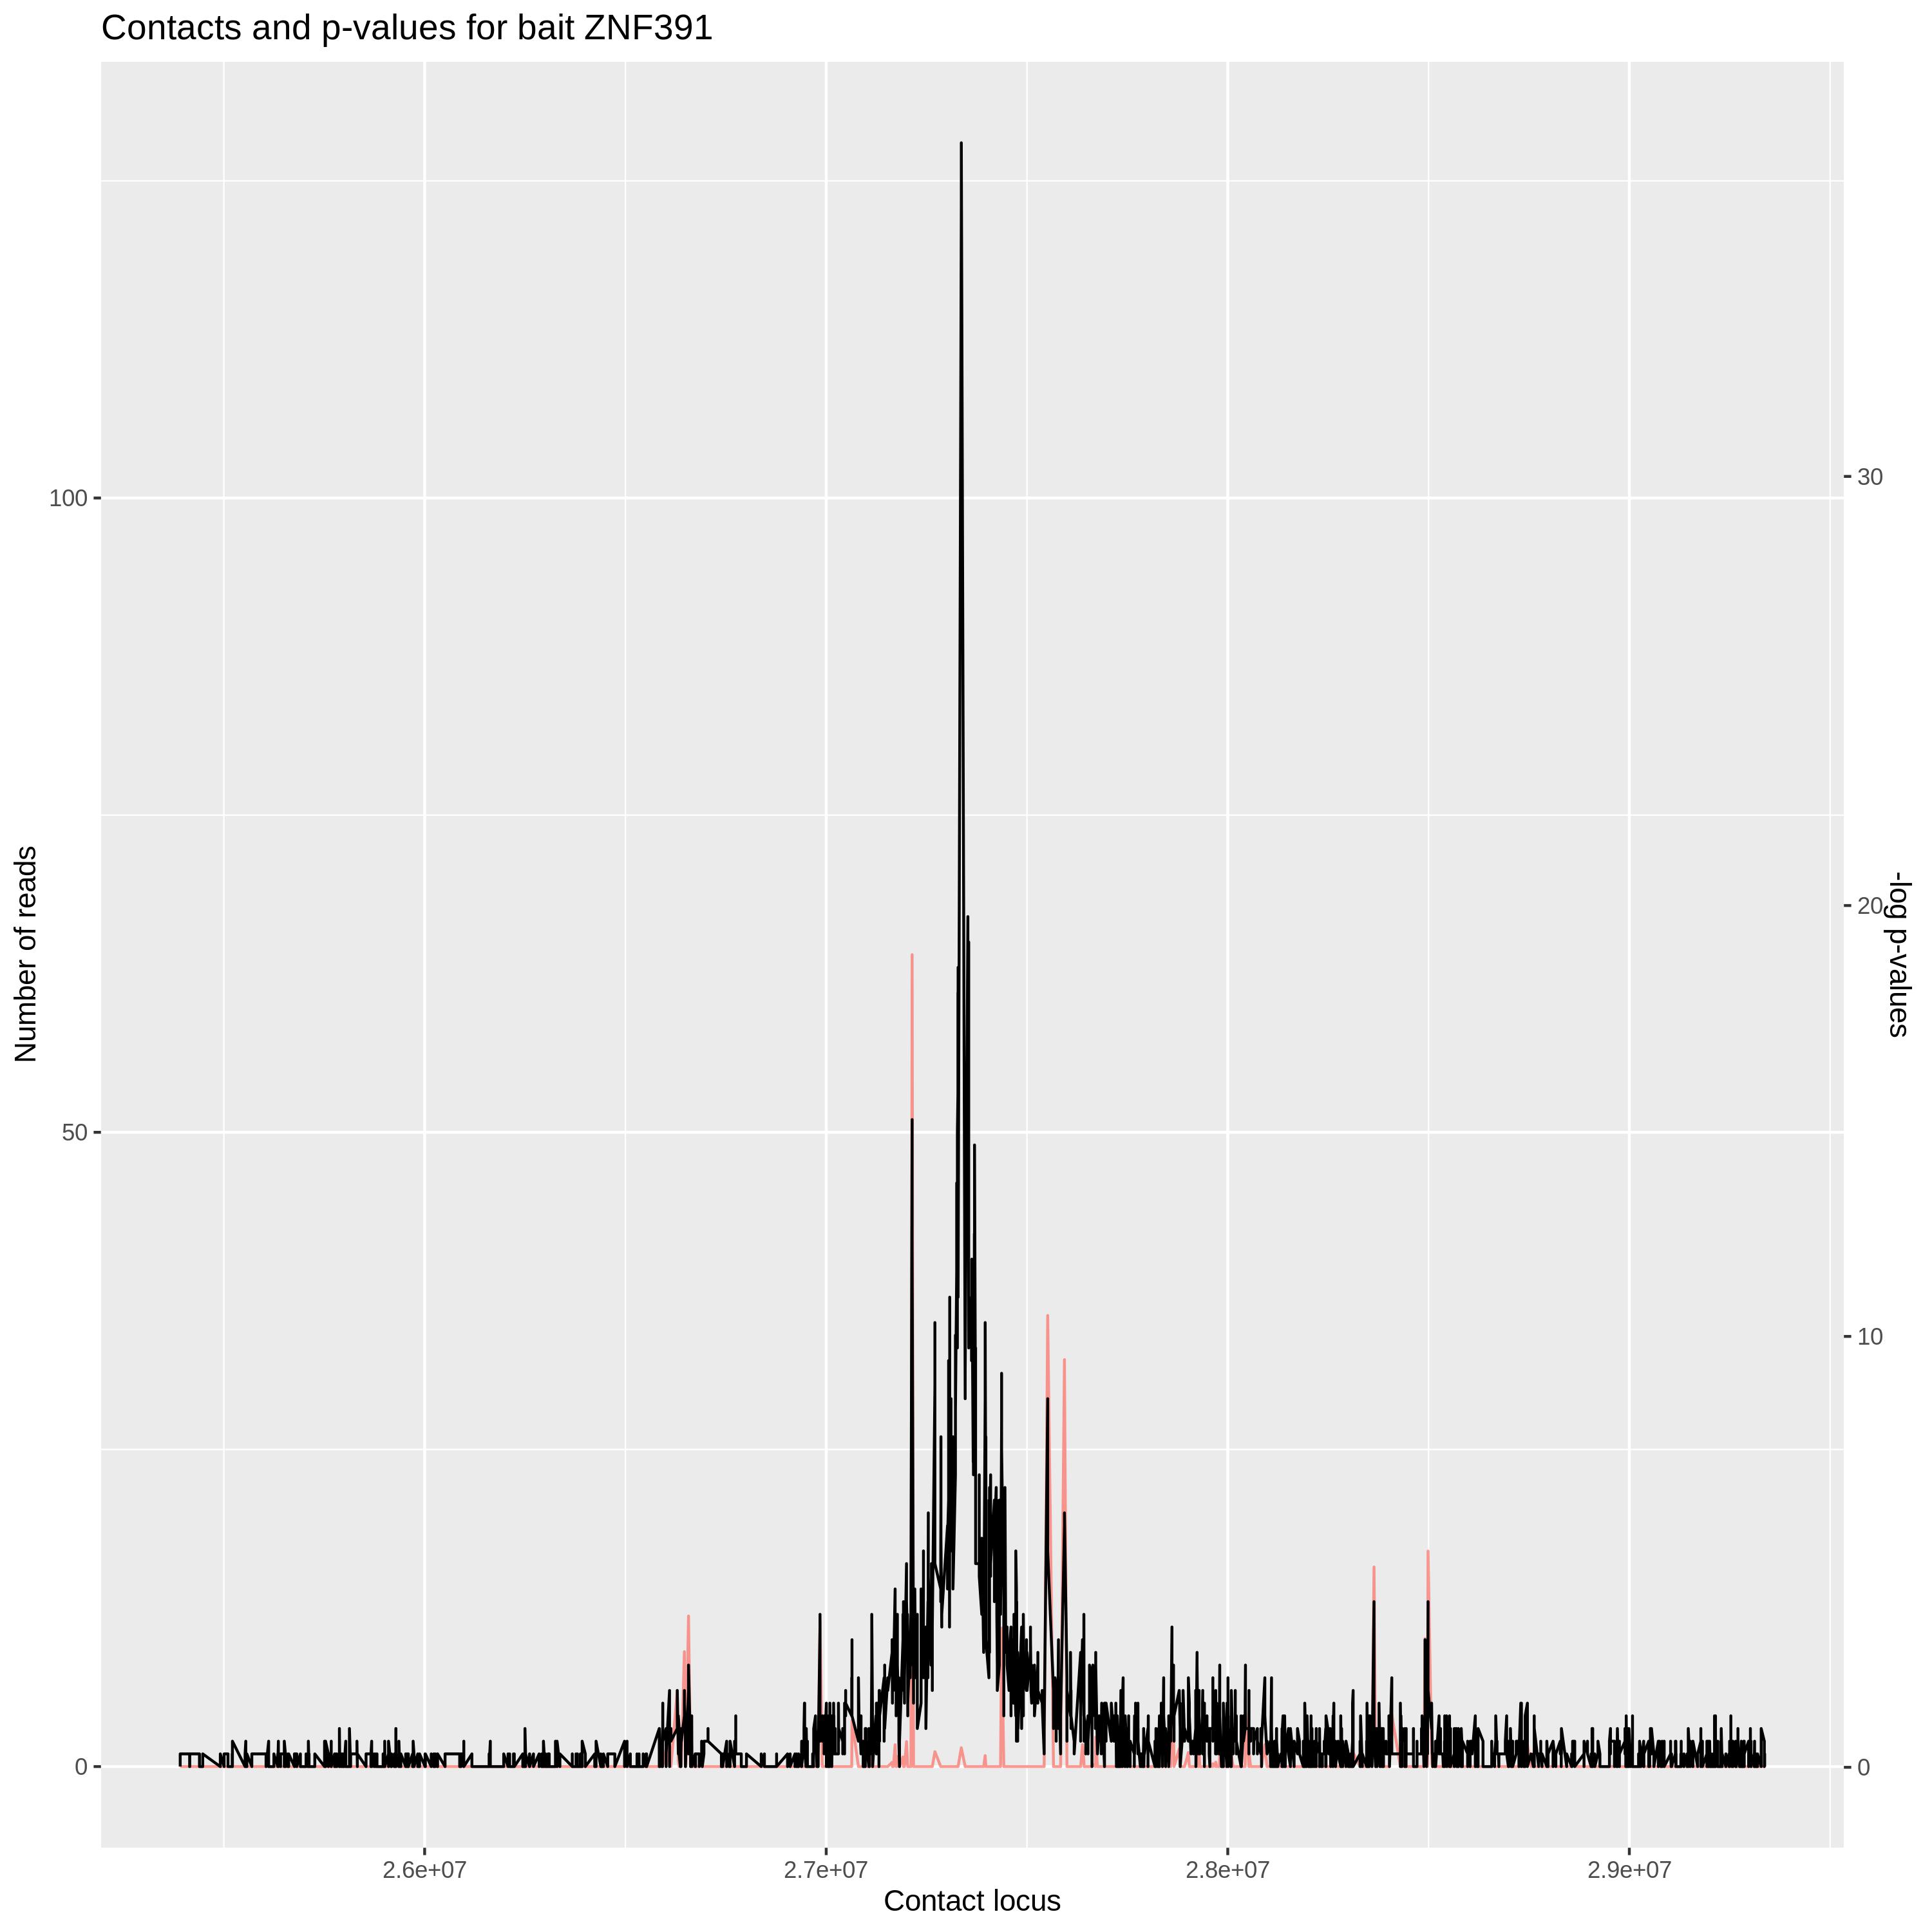 Contacts and p-values for bait ZNF391
Number of reads
100
50
0
30
20
10
0
-log p-values
2.6e+07 2.7e+07 2.8e+07 2.9e+07
Contact locus